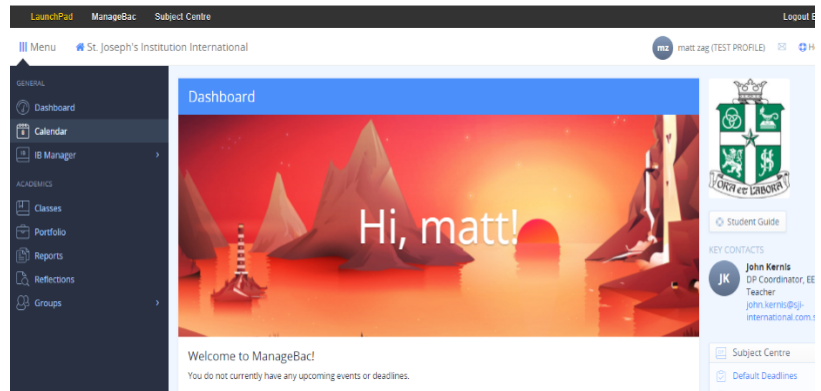 LaunchPad ManageBac Subject Centre Logout
Menu St. Joseph's Institution International mz matt zag (TEST PROFILE)
GENERAL
Dashboard
Calendar
IB Manager
ACADEMICS
Classes
Portfolio
Reports
Reflections
Groups
Dashboard
Hi, matt!
Welcome to ManageBac!
You do not currently have any upcoming events or deadlines.
ORA ET LABORA
Student Guide
KEY CONTACTS
JK
John Kernis
DP Coordinator, EE
Teacher
john.kernis@sji-
international.com.s
Subject Centre
Default Deadlines